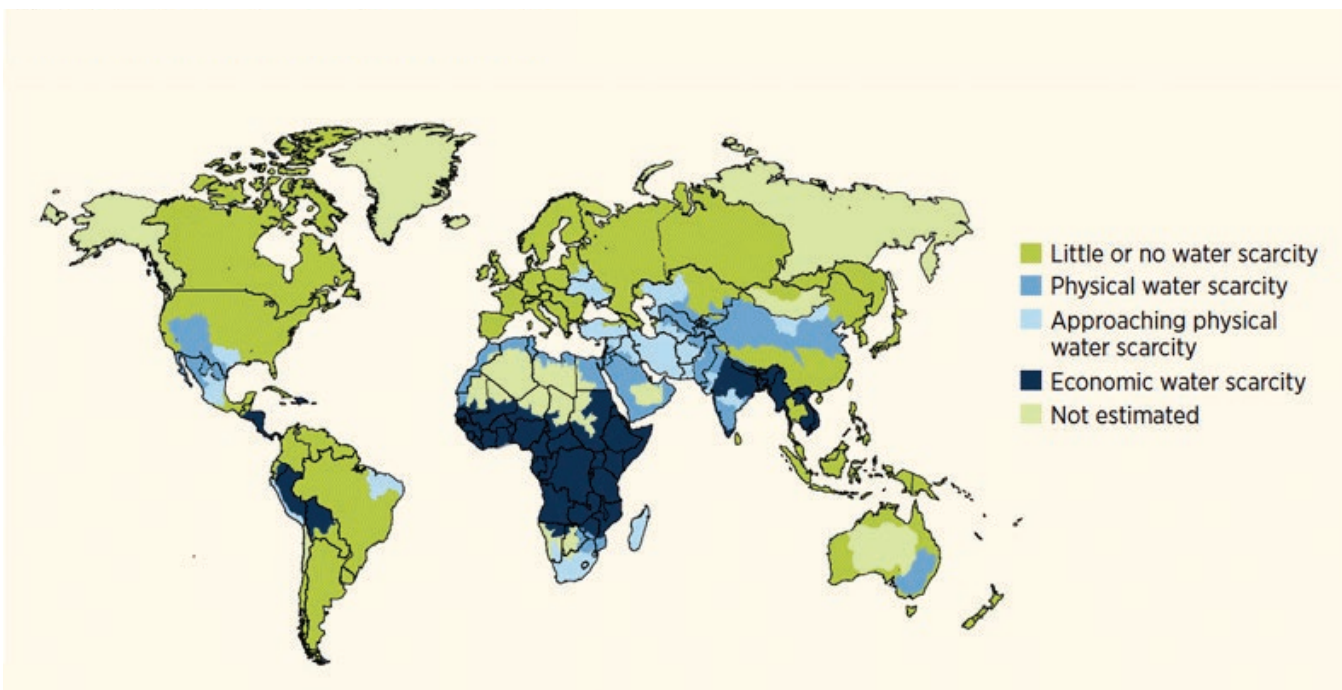 Little or no water scarcity
Physical water scarcity
Approaching physical
water scarcity
Economic water scarcity
Not estimated